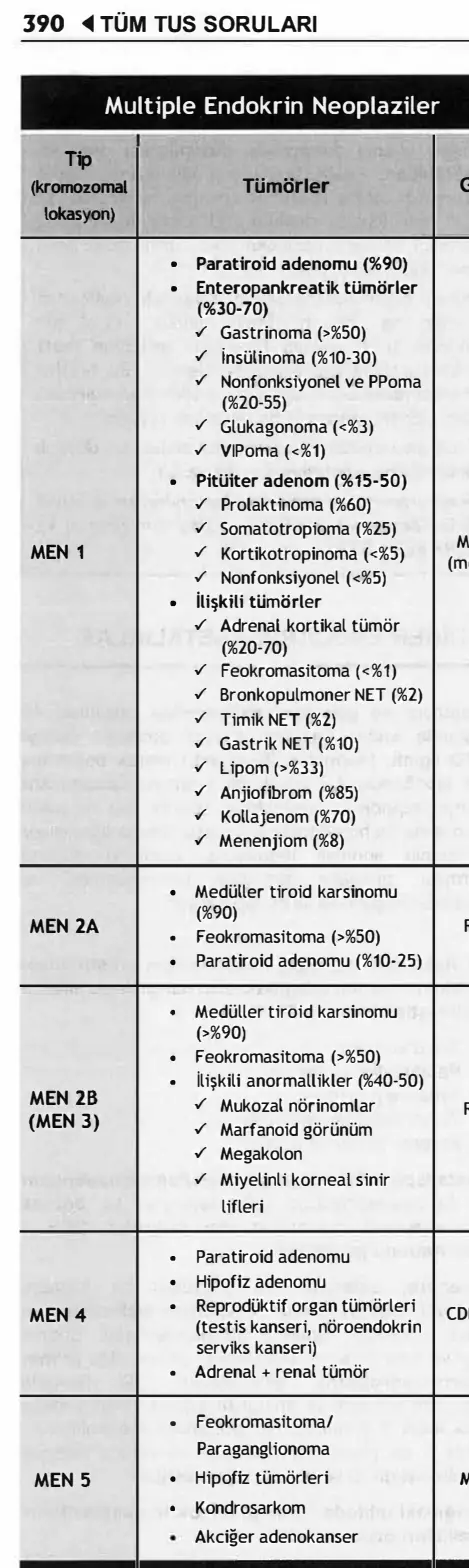 390 ◄ TÜM TUS SORULARI
Multiple Endokrin Neoplaziler
Tip
(kromozomal
lokasyon)
Tümörler
MEN 1
• Paratiroid adenomu (%90)
• Enteropankreatik tümörler
(%30-70)
✓ Gastrinoma (>%50)
✓ İnsülinoma (%10-30)
✓ Nonfonksiyonel ve PPoma
(%20-55)
✓ Glukagonoma (<%3)
✓ VIPoma (<%1)
• Pitüiter adenom (%15-50)
✓ Prolaktinoma (%60)
✓ Somatotropioma (%25)
✓ Kortikotropinoma (<%5)
✓ Nonfonksiyonel (<%5)
• İlişkili tümörler
✓ Adrenal kortikal tümör
(%20-70)
✓ Feokromasitoma (<%1)
✓ Bronkopulmoner NET (%2)
✓ Timik NET (%2)
✓ Gastrik NET (%10)
✓ Lipom (>%33)
✓ Anjiofibrom (%85)
✓ Kollajenom (%70)
✓ Menenjiom (%8)
MEN 2A
• Medüller tiroid karsinomu
(%90)
• Feokromasitoma (>%50)
• Paratiroid adenomu (%10-25)
MEN 2B
(MEN 3)
• Medüller tiroid karsinomu
(>%90)
• Feokromasitoma (>%50)
• İlişkili anormallikler (%40-50)
✓ Mukozal nörinomlar
✓ Marfanoid görünüm
✓ Megakolon
✓ Miyelinli korneal sinir
lifleri
MEN 4
• Paratiroid adenomu
• Hipofiz adenomu
• Reprodüktif organ tümörleri
(testis kanseri, nöroendokrin
serviks kanseri)
• Adrenal + renal tümör
MEN 5
• Feokromasitoma/
Paraganglionoma
• Hipofiz tümörleri
• Kondrosarkom
• Akciğer adenokanser